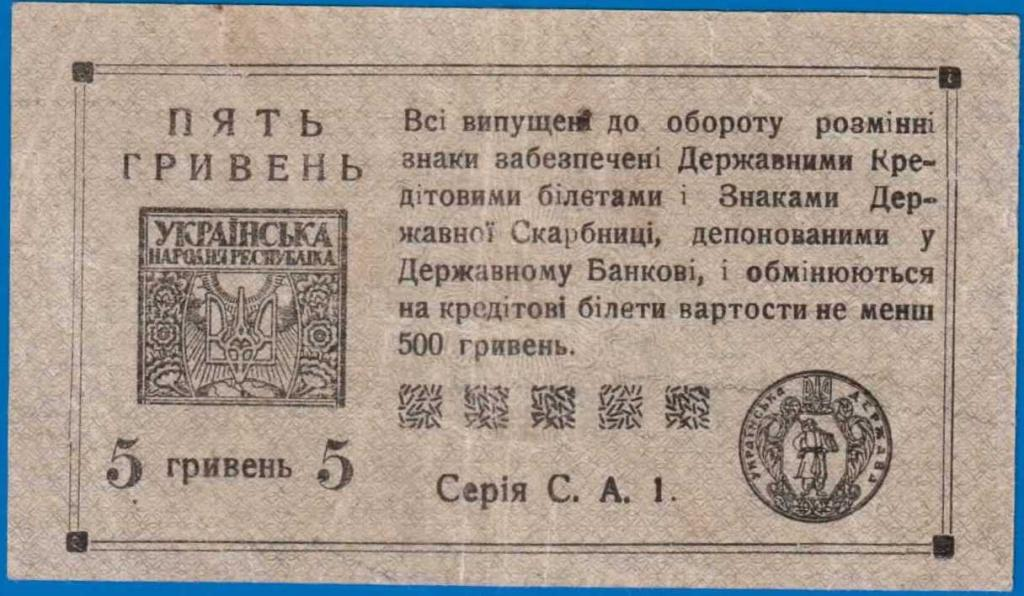 ПЯТЬ
ГРИВЕНЬ
УКРАЇНСЬКА
НАРОДНЯ РЕСПУБЛІКА
5 гривень 5
Всі випущені до обороту розмінні
знаки забезпечені Державними Кре-
дітовими білетами і Знаками Дер-
жавної Скарбниці, депонованими у
Державному Банкові, і обмінюються
на кредітові білети вартости не менш
500 гривень.
Серія С. А. 1.
УКРАЇНСЬКА ДЕРЖАВА